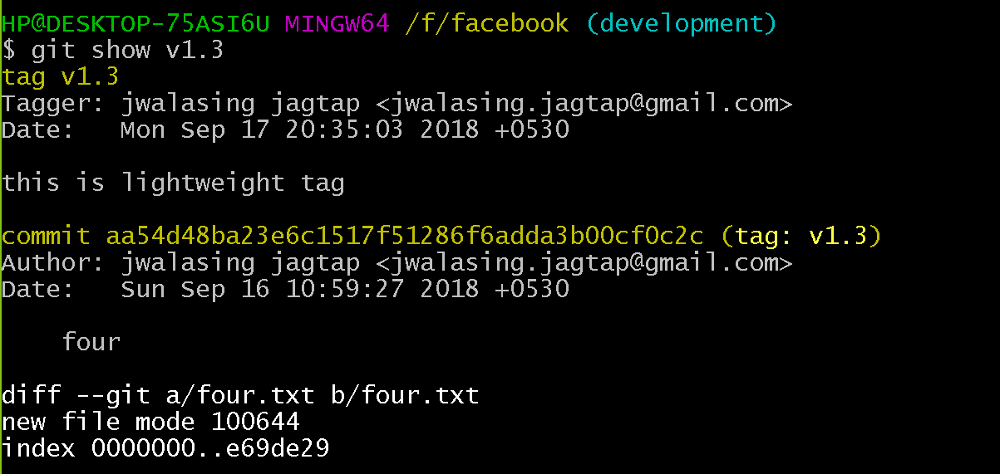 HP@DESKTOP-75ASI6U MINGW64 /f/facebook (development)
$ git show v1.3
tag v1.3
Tagger: jwalasing jagtap <jwalasing.jagtap@gmail.com>
Date:   Mon Sep 17 20:35:03 2018 +0530

this is lightweight tag

commit aa54d48ba23e6c1517f51286f6adda3b00cf0c2c (tag: v1.3)
Author: jwalasing jagtap <jwalasing.jagtap@gmail.com>
Date:   Sun Sep 16 10:59:27 2018 +0530

    four

diff --git a/four.txt b/four.txt
new file mode 100644
index 0000000..e69de29